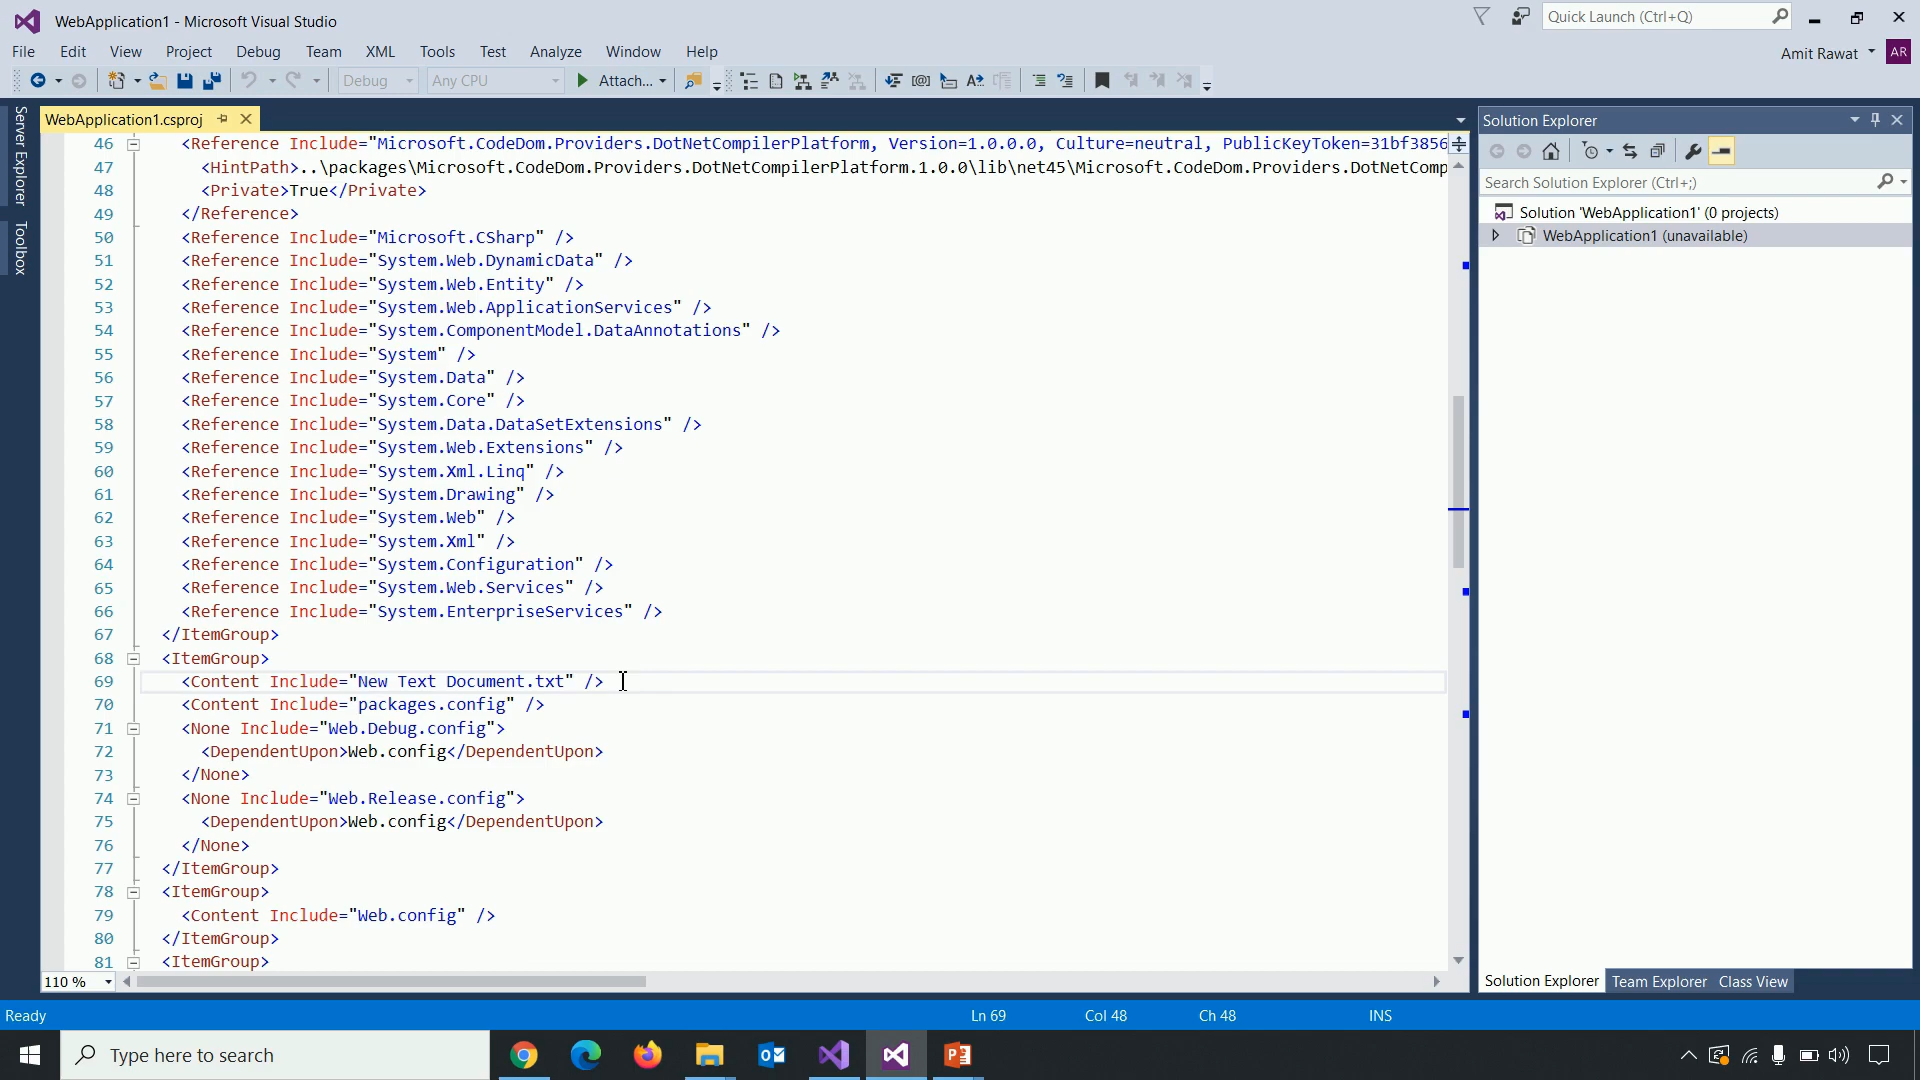 WebApplication1 - Microsoft Visual Studio
Quick Launch (Ctrl+Q)
File Edit View Project Debug Team XML Tools Test Analyze Window Help
Amit Rawat AR
Debug Any CPU Attach...
Server Explorer
Toolbox
WebApplication1.csproj
46 <Reference Include="Microsoft.CodeDom.Providers.DotNetCompilerPlatform, Version=1.0.0.0, Culture=neutral, PublicKeyToken=31bf3856
47 <HintPath>..\packages\Microsoft.CodeDom.Providers.DotNetCompilerPlatform.1.0.0\lib\net45\Microsoft.CodeDom.Providers.DotNetComp
48 <Private>True</Private>
49 </Reference>
50 <Reference Include="Microsoft.CSharp" />
51 <Reference Include="System.Web.DynamicData" />
52 <Reference Include="System.Web.Entity" />
53 <Reference Include="System.Web.ApplicationServices" />
54 <Reference Include="System.ComponentModel.DataAnnotations" />
55 <Reference Include="System" />
56 <Reference Include="System.Data" />
57 <Reference Include="System.Core" />
58 <Reference Include="System.Data.DataSetExtensions" />
59 <Reference Include="System.Web.Extensions" />
60 <Reference Include="System.Xml.Linq" />
61 <Reference Include="System.Drawing" />
62 <Reference Include="System.Web" />
63 <Reference Include="System.Xml" />
64 <Reference Include="System.Configuration" />
65 <Reference Include="System.Web.Services" />
66 <Reference Include="System.EnterpriseServices" />
67 </ItemGroup>
68 <ItemGroup>
69 <Content Include="New Text Document.txt" />
70 <Content Include="packages.config" />
71 <None Include="Web.Debug.config">
72 <DependentUpon>Web.config</DependentUpon>
73 </None>
74 <None Include="Web.Release.config">
75 <DependentUpon>Web.config</DependentUpon>
76 </None>
77 </ItemGroup>
78 <ItemGroup>
79 <Content Include="Web.config" />
80 </ItemGroup>
81 <ItemGroup>
110 %
Solution Explorer
Search Solution Explorer (Ctrl+;)
Solution 'WebApplication1' (0 projects)
WebApplication1 (unavailable)
Solution Explorer Team Explorer Class View
Ready Ln 69 Col 48 Ch 48 INS
Type here to search